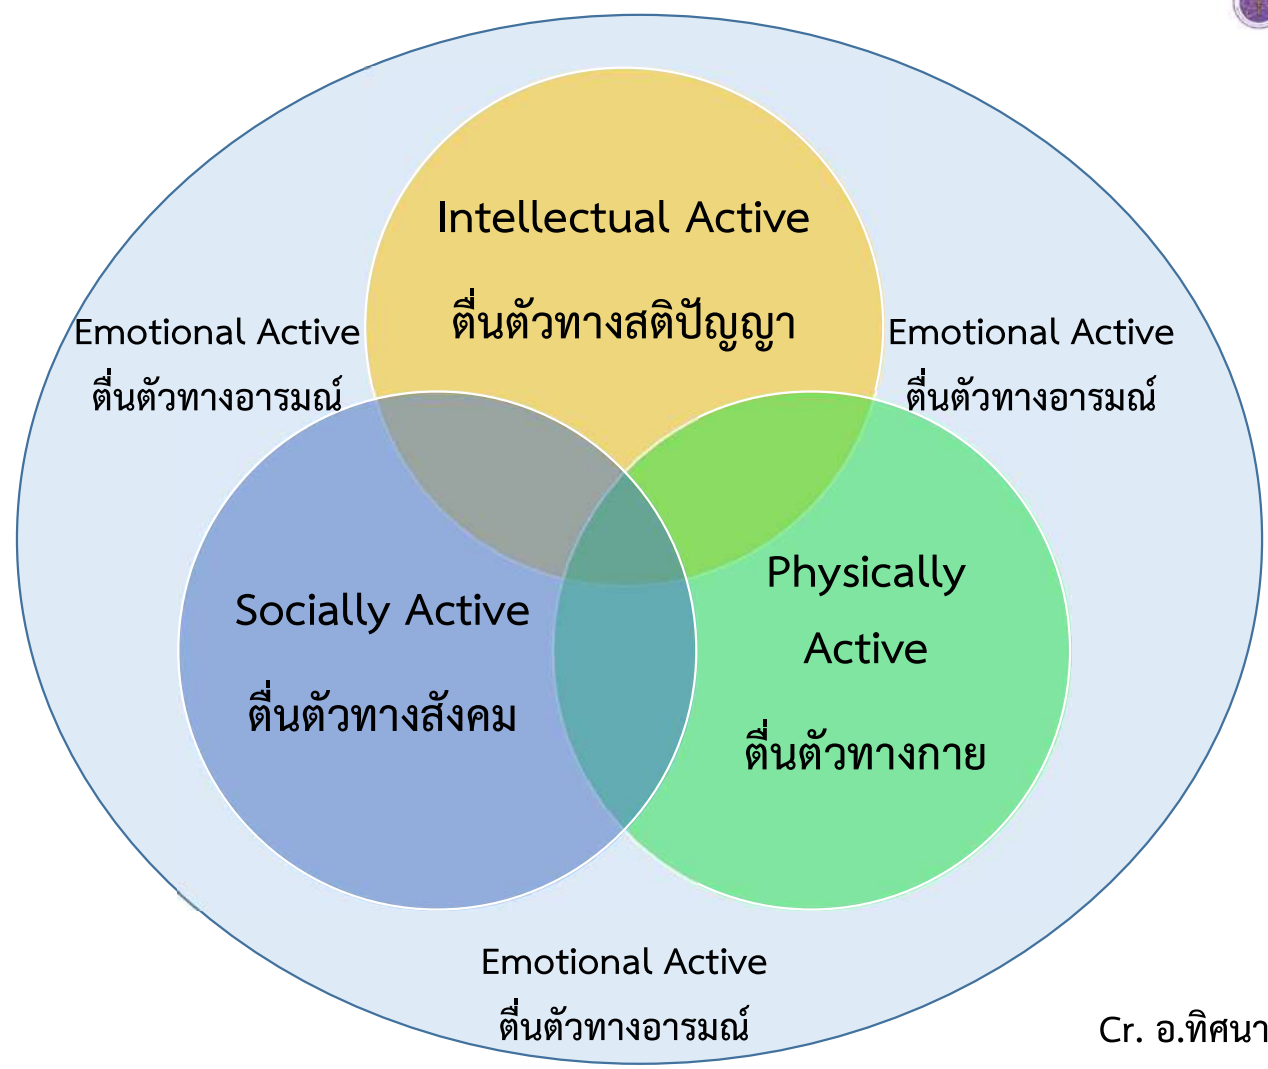 Intellectual Active
ตื่นตัวทางสติปัญญา
Emotional Active
ตื่นตัวทางอารมณ์
Emotional Active
ตื่นตัวทางอารมณ์
Socially Active
ตื่นตัวทางสังคม
Physically
Active
ตื่นตัวทางกาย
Emotional Active
ตื่นตัวทางอารมณ์
Cr. อ.ทิศนา